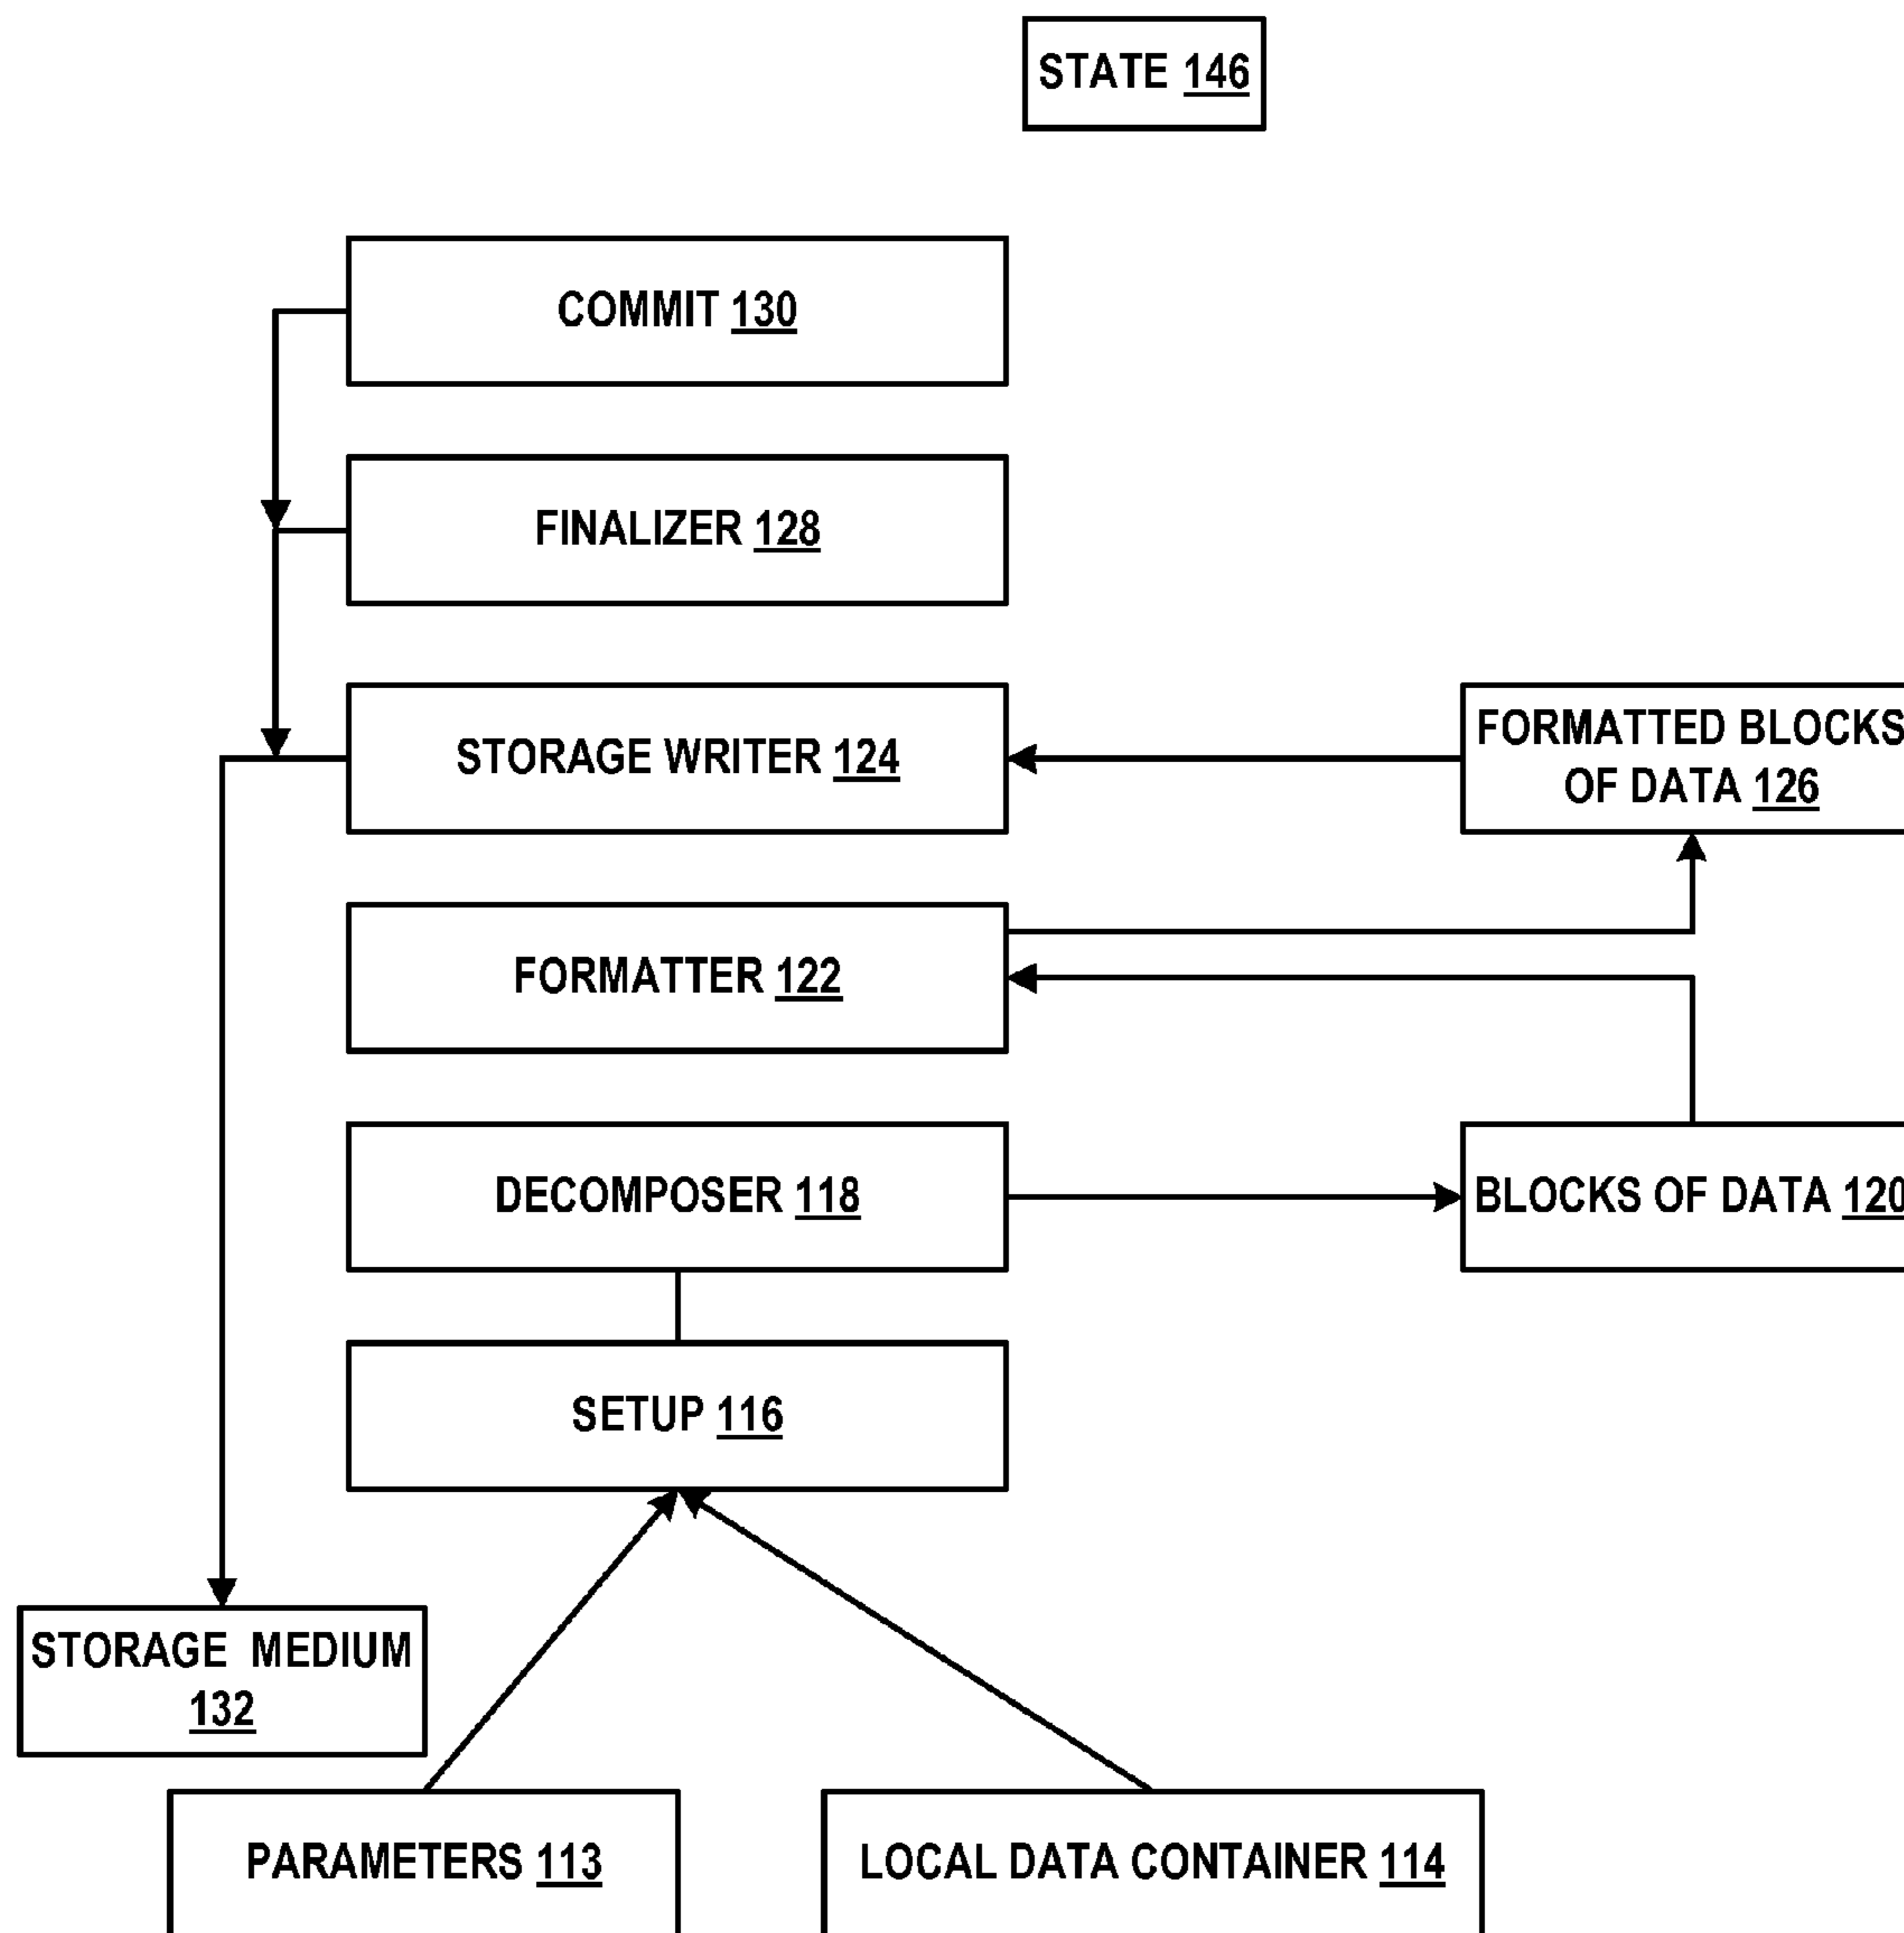 STATE 146
COMMIT 130
FINALIZER 128
STORAGE WRITER 124
FORMATTED BLOCKS
OF DATA 126
FORMATTER 122
DECOMPOSER 118
BLOCKS OF DATA 120
SETUP 116
STORAGE MEDIUM
132
PARAMETERS 113
LOCAL DATA CONTAINER 114